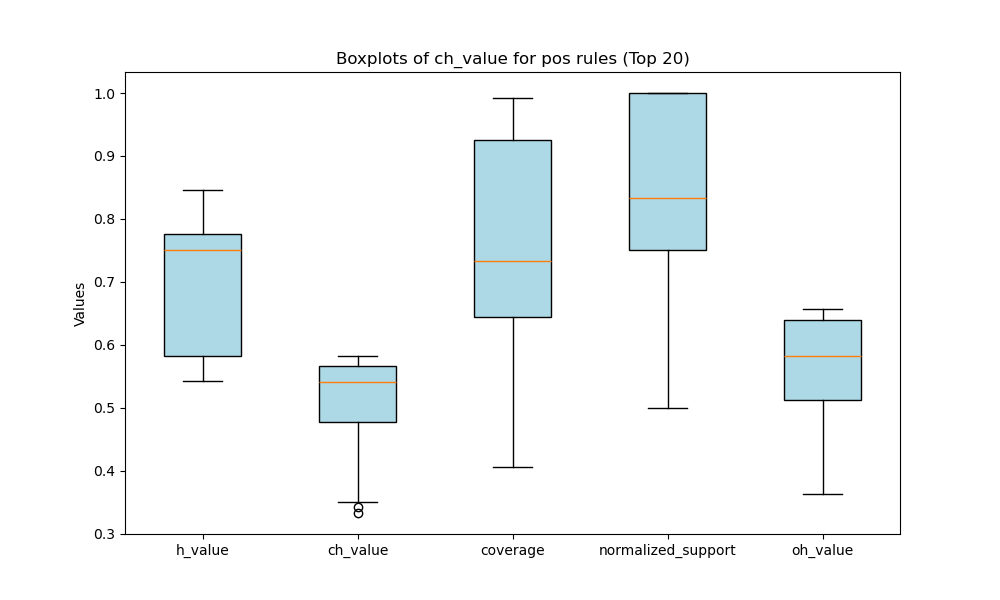 Boxplots of ch_value for pos rules (Top 20)
Values
1.0
0.9
0.8
0.7
0.6
0.5
0.4
0.3
h_value
ch_value
coverage
normalized_support
oh_value